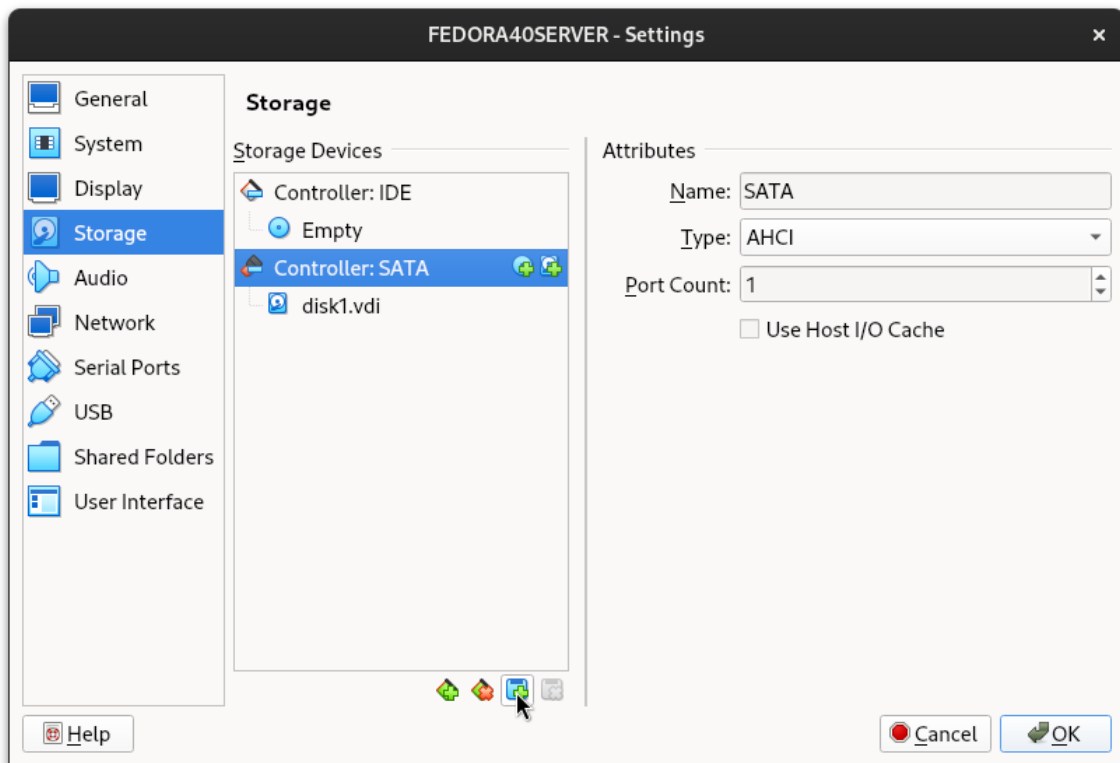 FEDORA40SERVER - Settings
General
System
Display
Storage
Audio
Network
Serial Ports
USB
Shared Folders
User Interface
Storage
Storage Devices
Controller: IDE
Empty
Controller: SATA
disk1.vdi
Attributes
Name: SATA
Type: AHCI
Port Count: 1
Use Host I/O Cache
Help
Cancel
OK